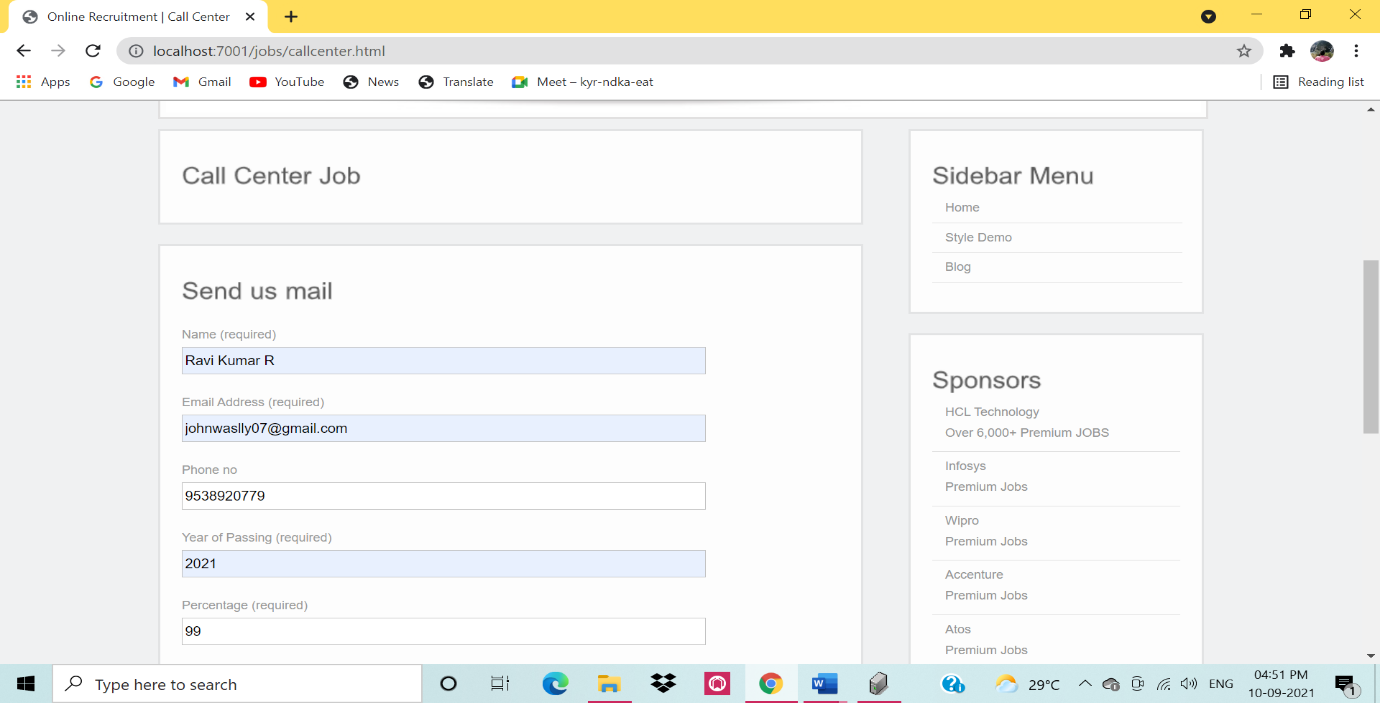 Online Recruitment | Call Center
localhost:7001/jobs/callcenter.html
Apps Google Gmail YouTube News Translate Meet – kyr-ndka-eat Reading list
Call Center Job
Send us mail
Name (required)
Ravi Kumar R
Email Address (required)
johnwaslly07@gmail.com
Phone no
9538920779
Year of Passing (required)
2021
Percentage (required)
99
Sidebar Menu
Home
Style Demo
Blog
Sponsors
HCL Technology
Over 6,000+ Premium JOBS
Infosys
Premium Jobs
Wipro
Premium Jobs
Accenture
Premium Jobs
Atos
Premium Jobs
Type here to search
29°C
ENG
04:51 PM
10-09-2021
1